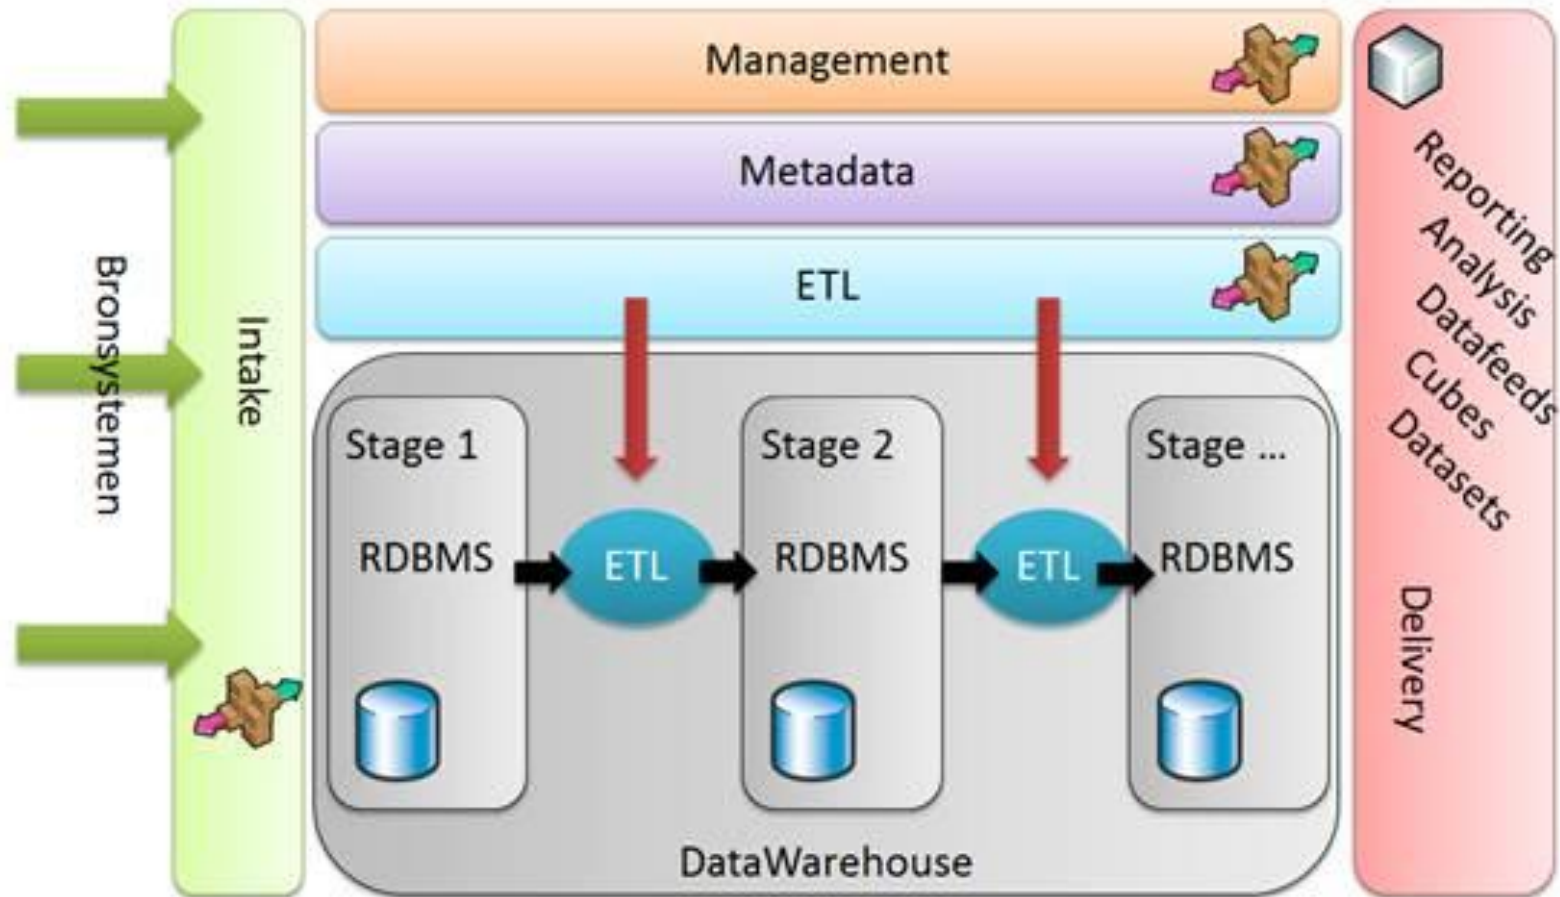 Bronsystemen
Intake
Management
Metadata
ETL
Stage 1
RDBMS
ETL
Stage 2
RDBMS
ETL
Stage ...
RDBMS
DataWarehouse
Reporting
Analysis
Datafeeds
Cubes
Datasets
Delivery